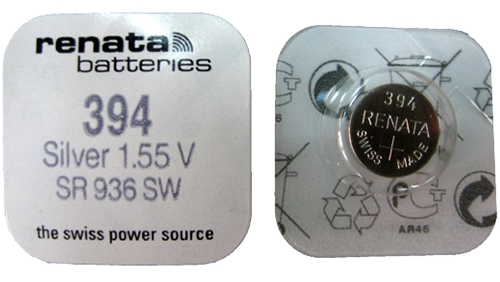 renata
batteries
394
Silver 1.55 V
SR 936 SW
the swiss power source
394
RENATA
+
SWISS MADE
AR46